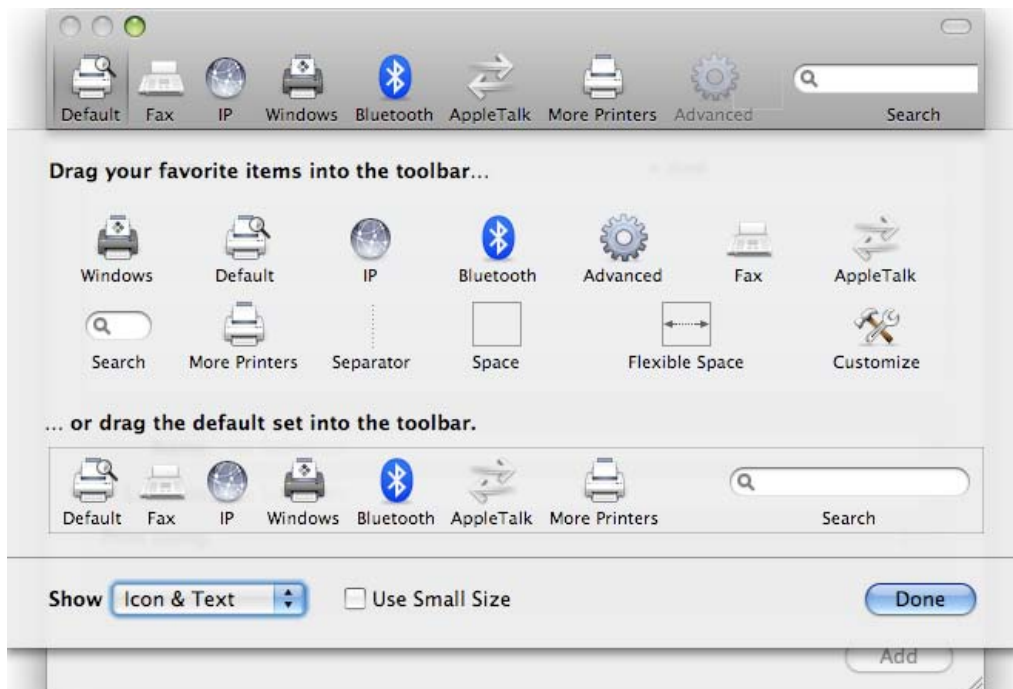 Default Fax IP Windows Bluetooth AppleTalk More Printers Advanced Search
Drag your favorite items into the toolbar...
Windows Default IP Bluetooth Advanced Fax AppleTalk
Search More Printers Separator Space Flexible Space Customize
... or drag the default set into the toolbar.
Default Fax IP Windows Bluetooth AppleTalk More Printers Search
Show Icon & Text Use Small Size Done
Add